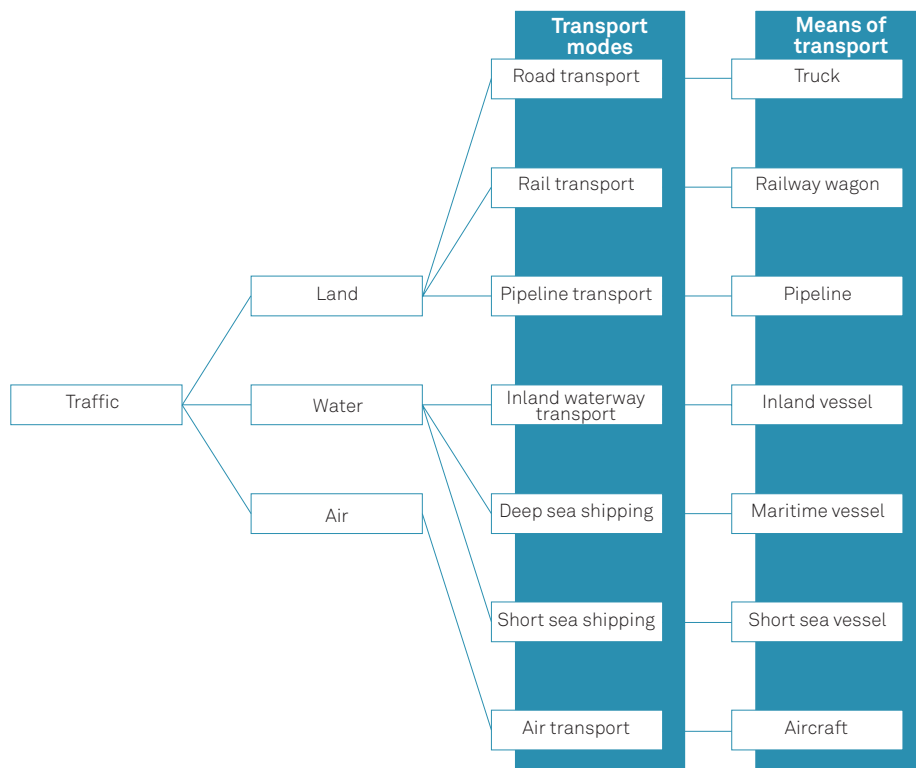 Transport
modes
Means of
transport
Road transport
Truck
Rail transport
Railway wagon
Land
Pipeline transport
Pipeline
Traffic
Water
Inland waterway
transport
Inland vessel
Air
Deep sea shipping
Maritime vessel
Short sea shipping
Short sea vessel
Air transport
Aircraft